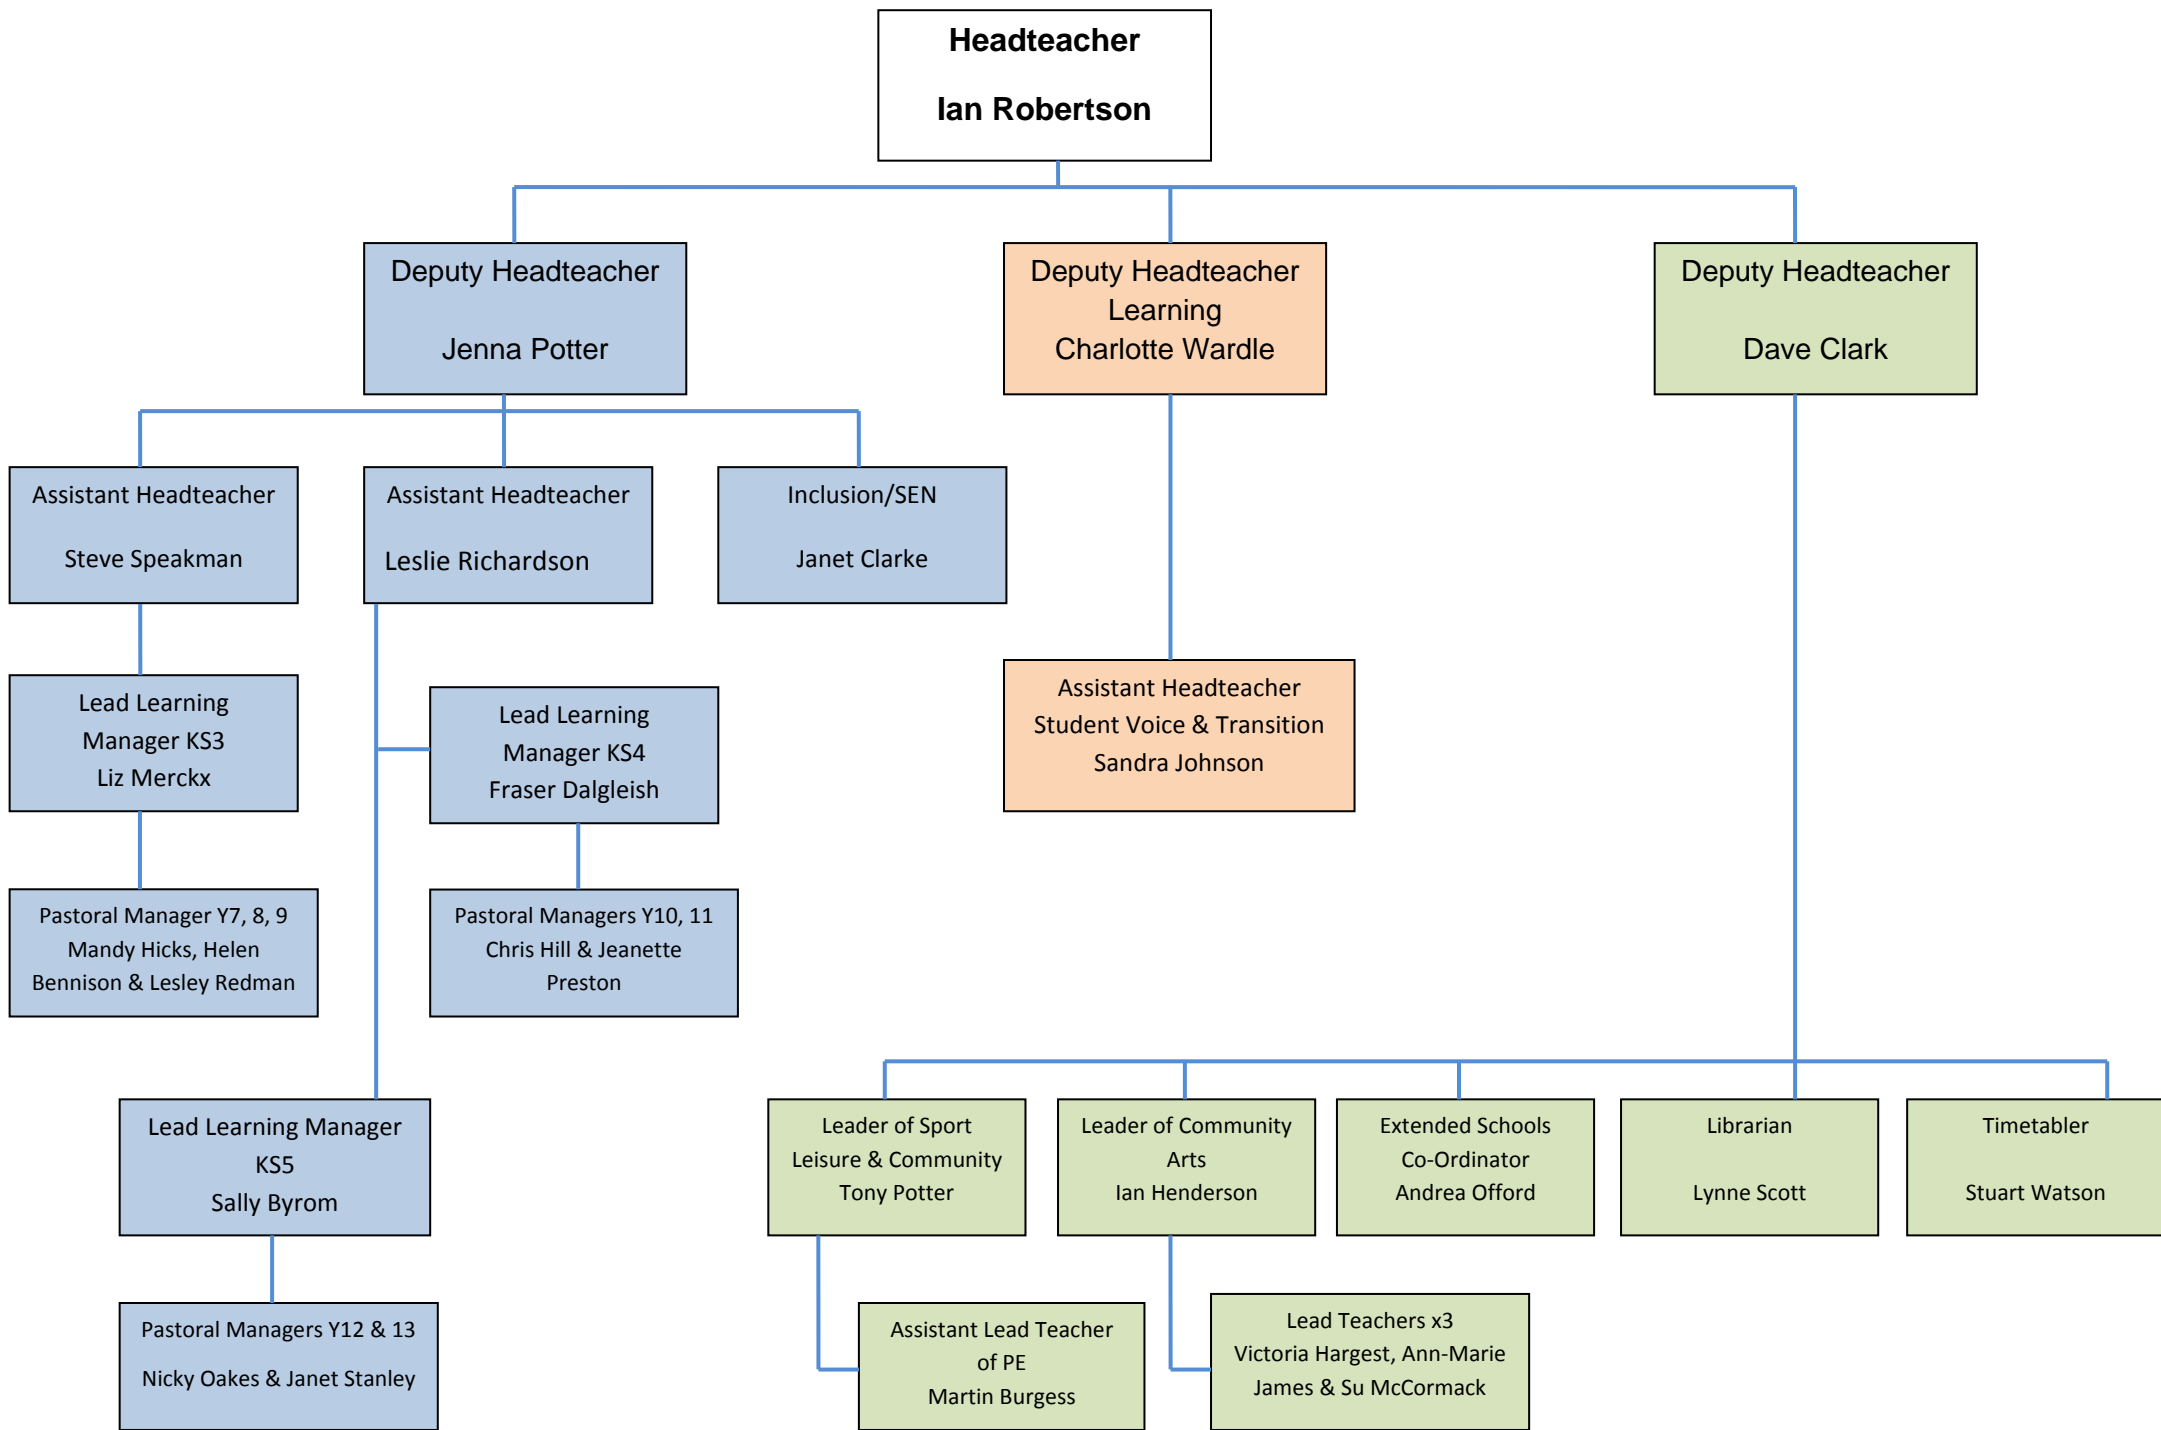 Headteacher
Ian Robertson
Deputy Headteacher
Jenna Potter
Deputy Headteacher
Learning
Charlotte Wardle
Deputy Headteacher
Dave Clark
Assistant Headteacher
Steve Speakman
Assistant Headteacher
Leslie Richardson
Inclusion/SEN
Janet Clarke
Lead Learning
Manager KS3
Liz Merckx
Lead Learning
Manager KS4
Fraser Dalgleish
Assistant Headteacher
Student Voice & Transition
Sandra Johnson
Pastoral Manager Y7, 8, 9
Mandy Hicks, Helen
Bennison & Lesley Redman
Pastoral Managers Y10, 11
Chris Hill & Jeanette
Preston
Lead Learning Manager
KS5
Sally Byrom
Leader of Sport
Leisure & Community
Tony Potter
Leader of Community
Arts
Ian Henderson
Extended Schools
Co-Ordinator
Andrea Offord
Librarian
Lynne Scott
Timetabler
Stuart Watson
Pastoral Managers Y12 & 13
Nicky Oakes & Janet Stanley
Assistant Lead Teacher
of PE
Martin Burgess
Lead Teachers x3
Victoria Hargest, Ann-Marie
James & Su McCormack